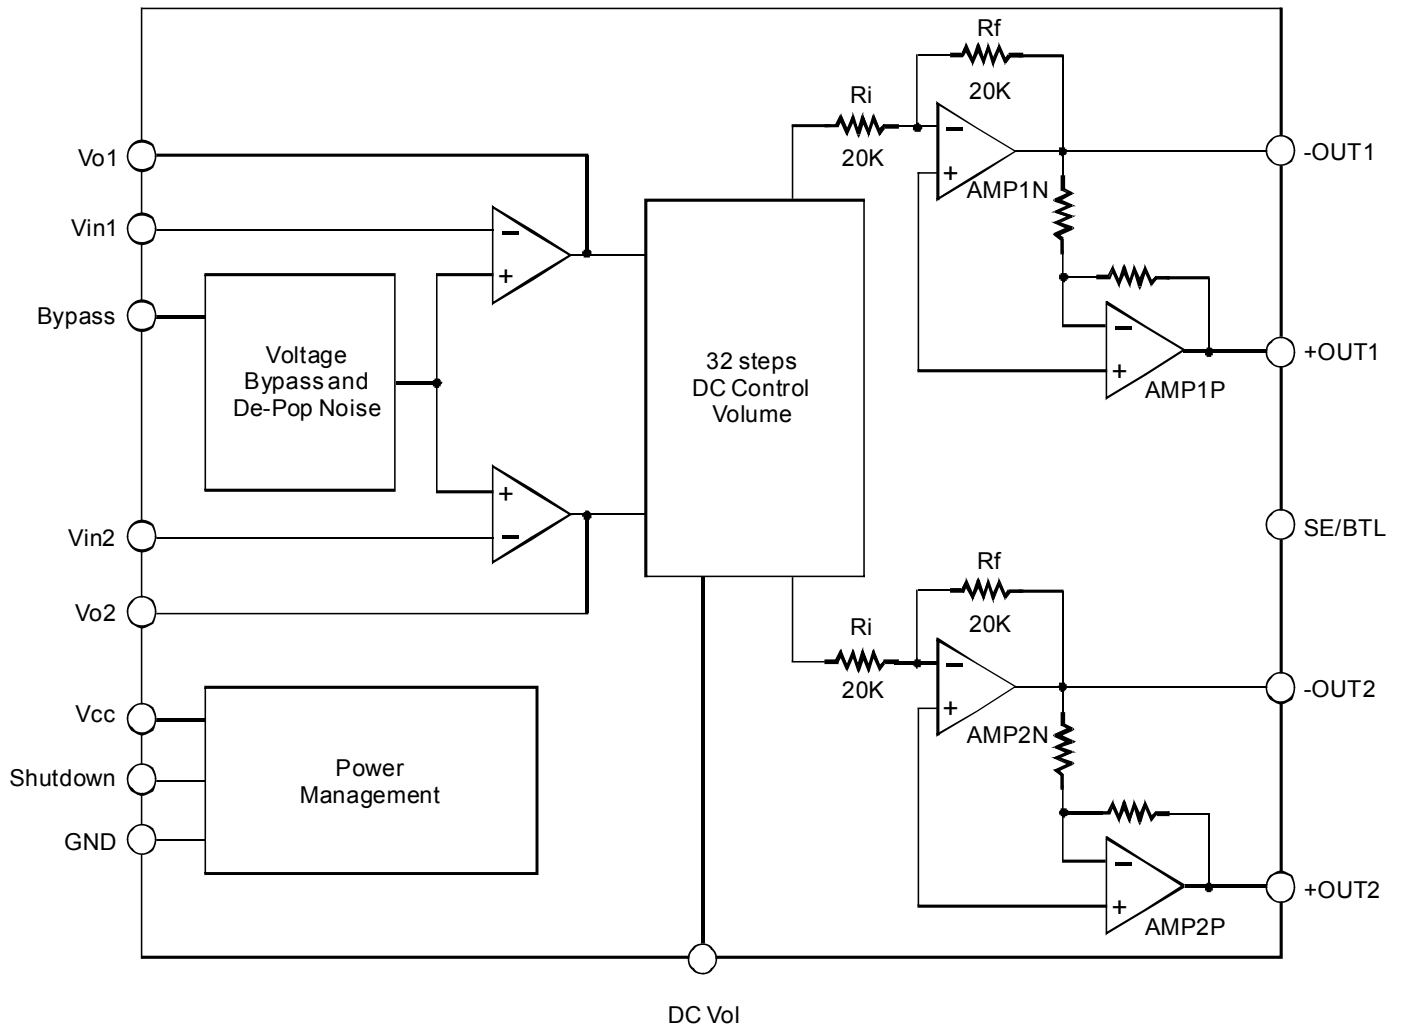 Rf
20K
Ri
20K
−
+
AMP1N
-OUT1
Vo1
Vin1
−
+
Bypass
Voltage
Bypass and
De-Pop Noise
32 steps
DC Control
Volume
−
+
AMP1P
+OUT1
+
−
Vin2
Vo2
SE/BTL
Rf
20K
Ri
20K
−
+
AMP2N
-OUT2
Vcc
Shutdown
GND
Power
Management
−
+
AMP2P
+OUT2
DC Vol